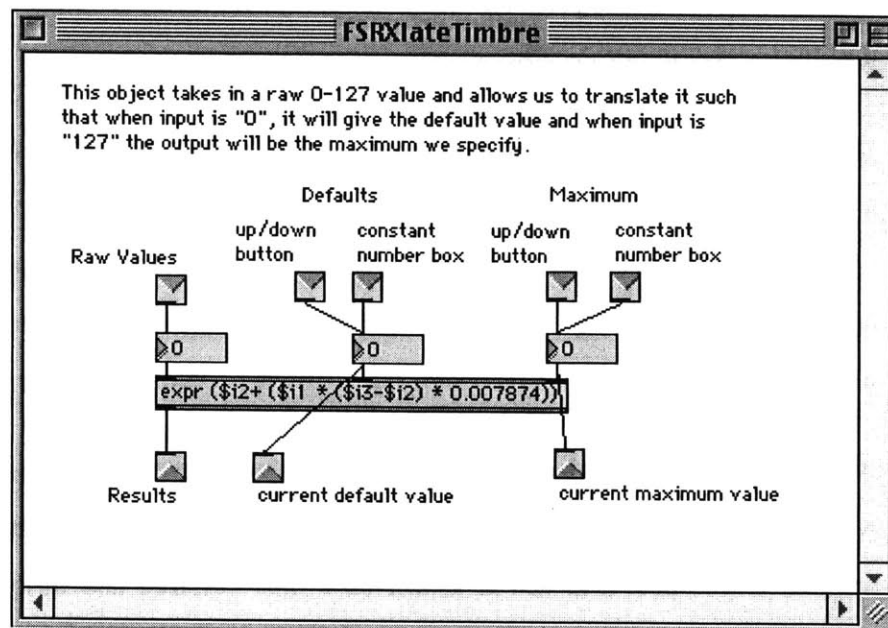 FSRXlateTimbre
This object takes in a raw 0-127 value and allows us to translate it such
that when input is "0", it will give the default value and when input is
"127" the output will be the maximum we specify.
Defaults
Maximum
up/down
button
constant
number box
up/down
button
constant
number box
Raw Values
0
0
0
expr ($i2+ ($i1 * ($i3-$i2) * 0.007874))
Results
current default value
current maximum value